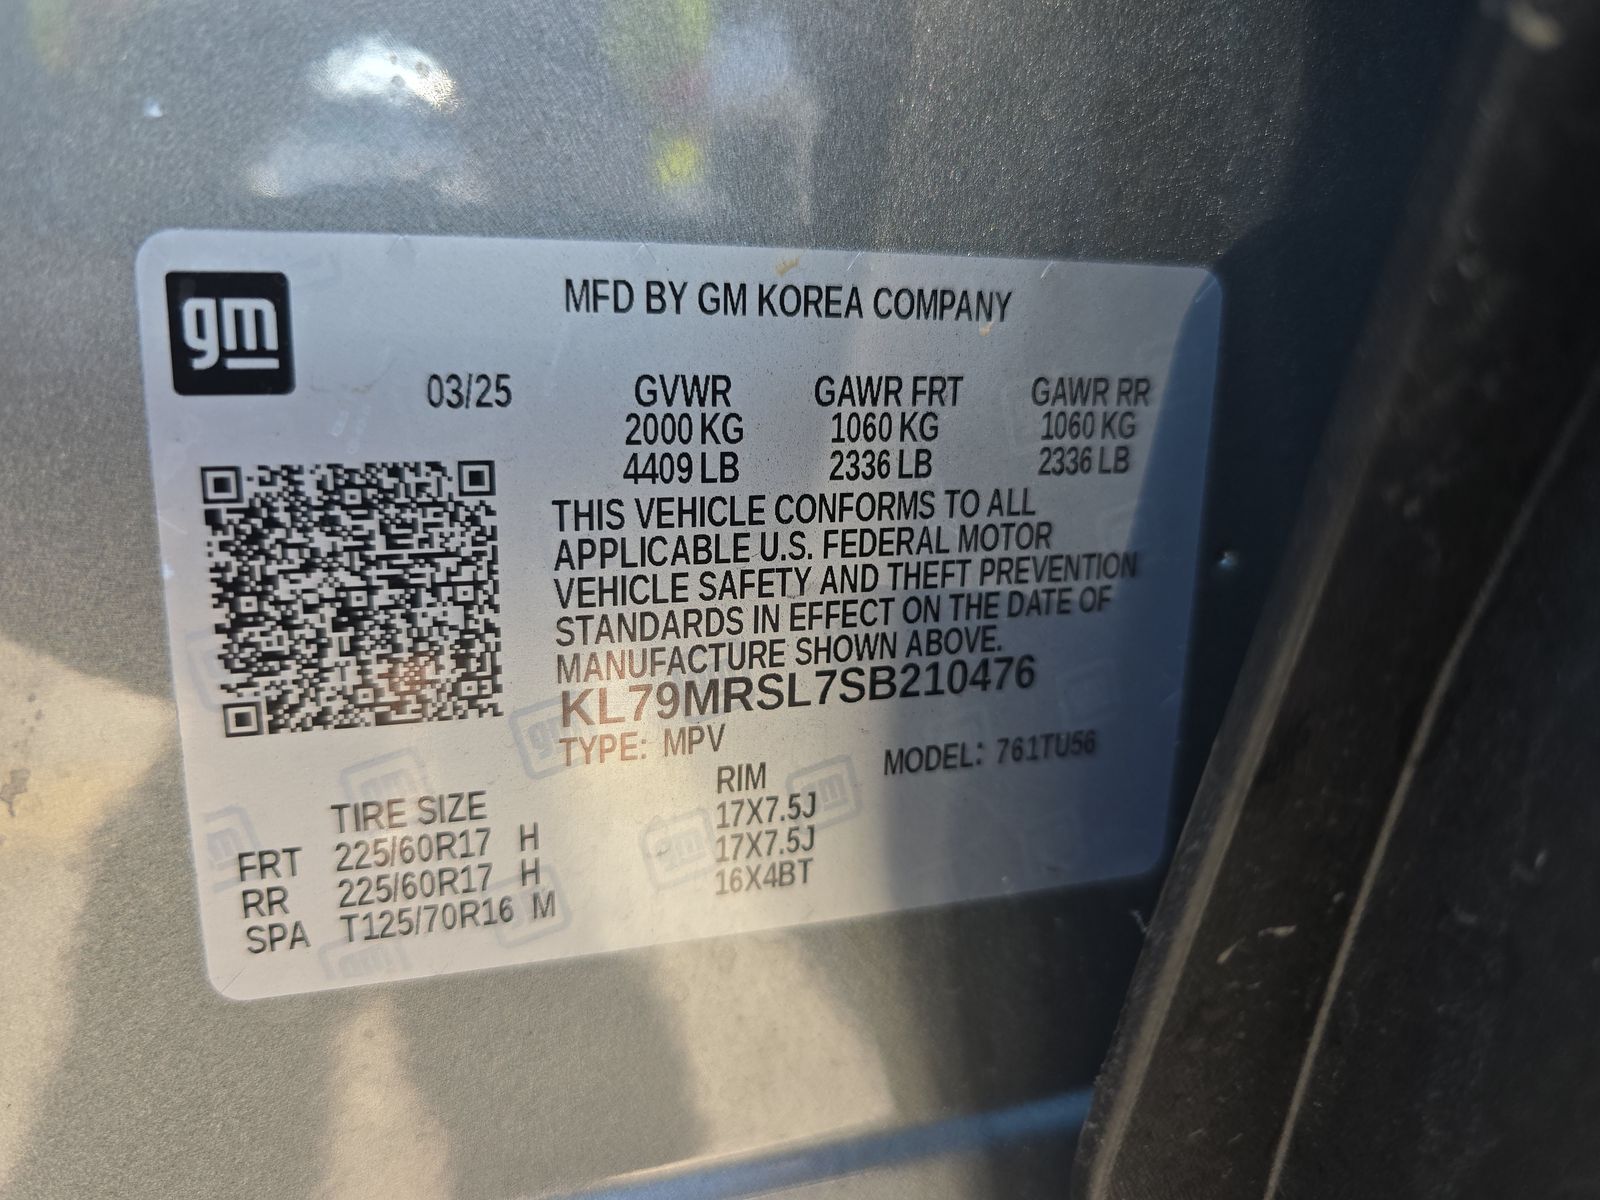 gm
MFD BY GM KOREA COMPANY
03/25 GVWR GAWR FRT GAWR RR
2000 KG 1060 KG 1060 KG
4409 LB 2336 LB 2336 LB
THIS VEHICLE CONFORMS TO ALL
APPLICABLE U.S. FEDERAL MOTOR
VEHICLE SAFETY AND THEFT PREVENTION
STANDARDS IN EFFECT ON THE DATE OF
MANUFACTURE SHOWN ABOVE.
KL79MRSL7SB210476
TYPE: MPV MODEL: 761TU56
TIRE SIZE RIM
FRT 225/60R17 H 17X7.5J
RR 225/60R17 H 17X7.5J
SPA T125/70R16 M 16X4BT